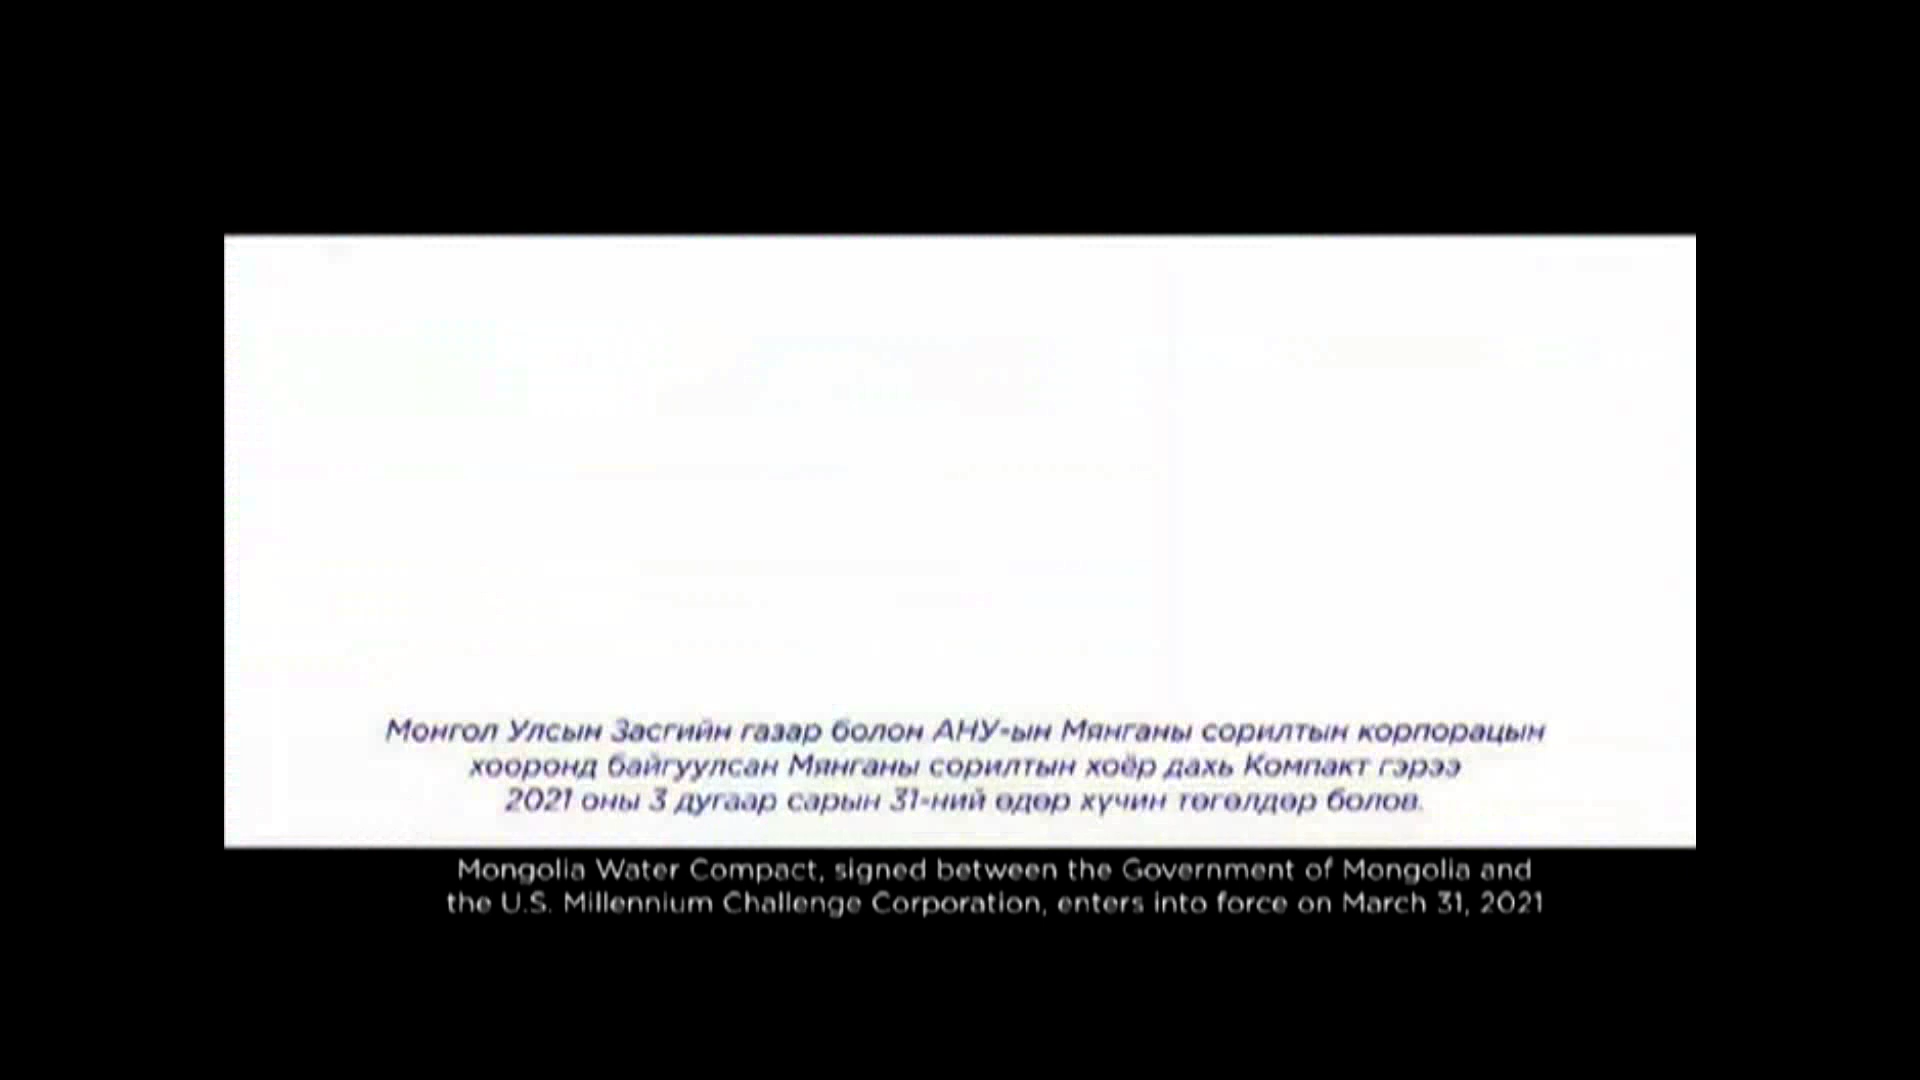 Монгол Улсын Засгийн газар болон АНУ-ын Мянганы сорилтын корпорацын
хооронд байгуулсан Мянганы сорилтын хоёр дахь Компакт гэрээ
2021 оны 3 дугаар сарын 31-ний өдөр хүчин төгөлдөр болов.
Mongolia Water Compact, signed between the Government of Mongolia and
the U.S. Millennium Challenge Corporation, enters into force on March 31, 2021